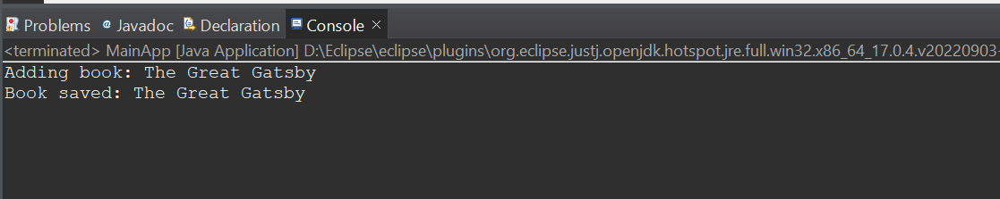 Problems @ Javadoc Declaration Console
<terminated> MainApp [Java Application] D:\Eclipse\eclipse\plugins\org.eclipse.justj.openjdk.hotspot.jre.full.win32.x86_64_17.0.4.v20220903-
Adding book: The Great Gatsby
Book saved: The Great Gatsby